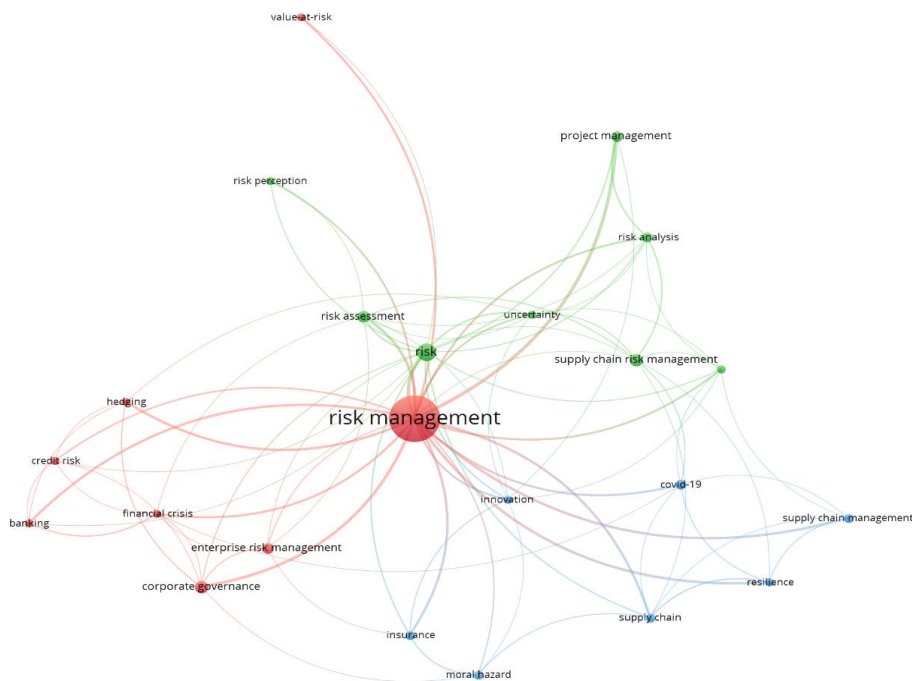 value-at-risk
project management
risk perception
risk analysis
risk assessment
uncertainty
risk
supply chain risk management
hedging
risk management
credit risk
covid-19
innovation
banking
financial crisis
supply chain management
enterprise risk management
corporate governance
resilience
supply chain
insurance
moral hazard